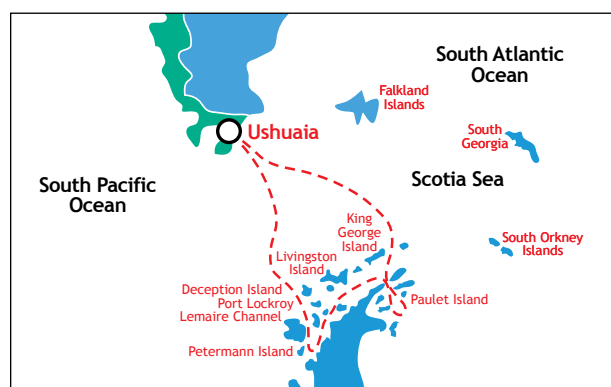 South Atlantic
Ocean
Falkland
Islands
Ushuaia
South
Georgia
South Pacific
Ocean
Scotia Sea
King
George
Island
South Orkney
Islands
Livingston
Island
Deception Island
Port Lockroy
Lemaire Channel
Paulet Island
Petermann Island